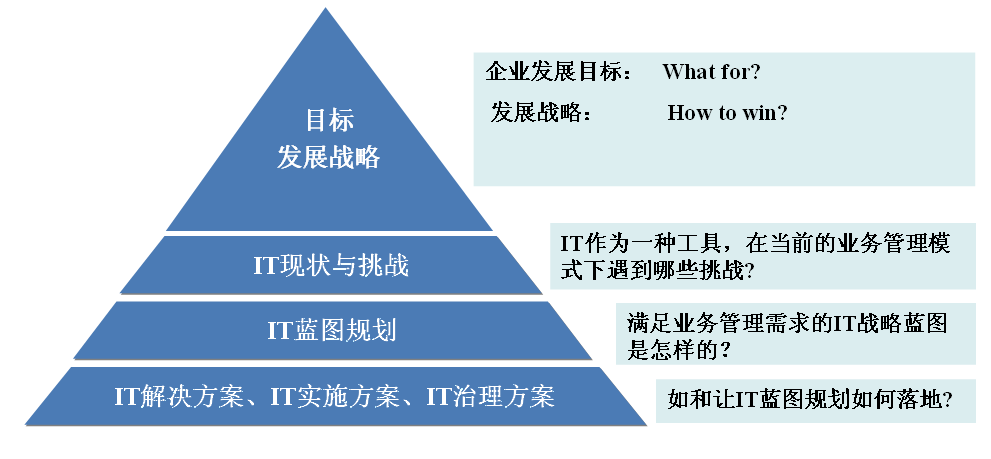 目标
发展战略
企业发展目标： What for?
发展战略： How to win?
IT现状与挑战
IT作为一种工具，在当前的业务管理模
式下遇到哪些挑战?
IT蓝图规划
满足业务管理需求的IT战略蓝图
是怎样的？
IT解决方案、IT实施方案、IT治理方案
如和让IT蓝图规划如何落地?